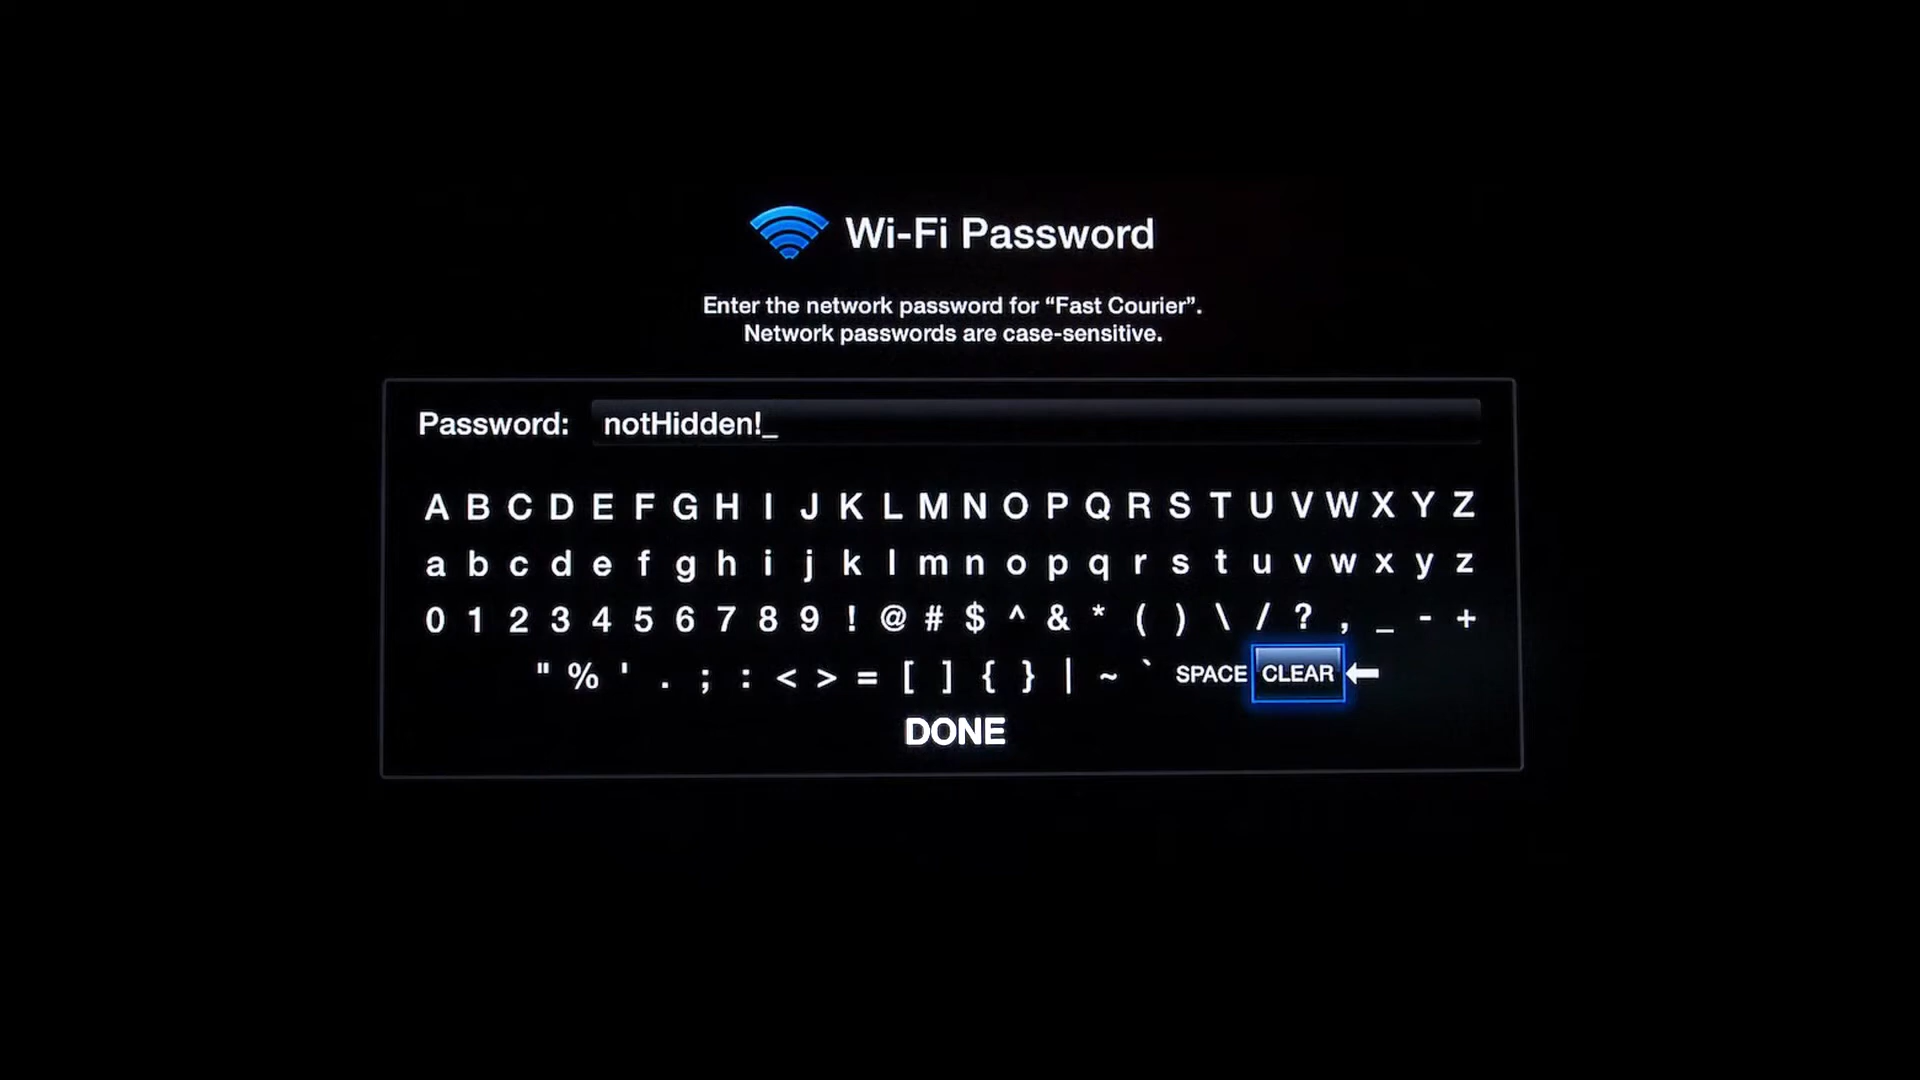 Wi-Fi Password
Enter the network password for “Fast Courier”.
Network passwords are case-sensitive.
Password: notHidden!_
A B C D E F G H I J K L M N O P Q R S T U V W X Y Z
a b c d e f g h i j k l m n o p q r s t u v w x y z
0 1 2 3 4 5 6 7 8 9 ! @ # $ ^ & * ( ) \ / ? , _ - +
" % ' . ; : < > = [ ] { } | ~ ` SPACE CLEAR ←
DONE